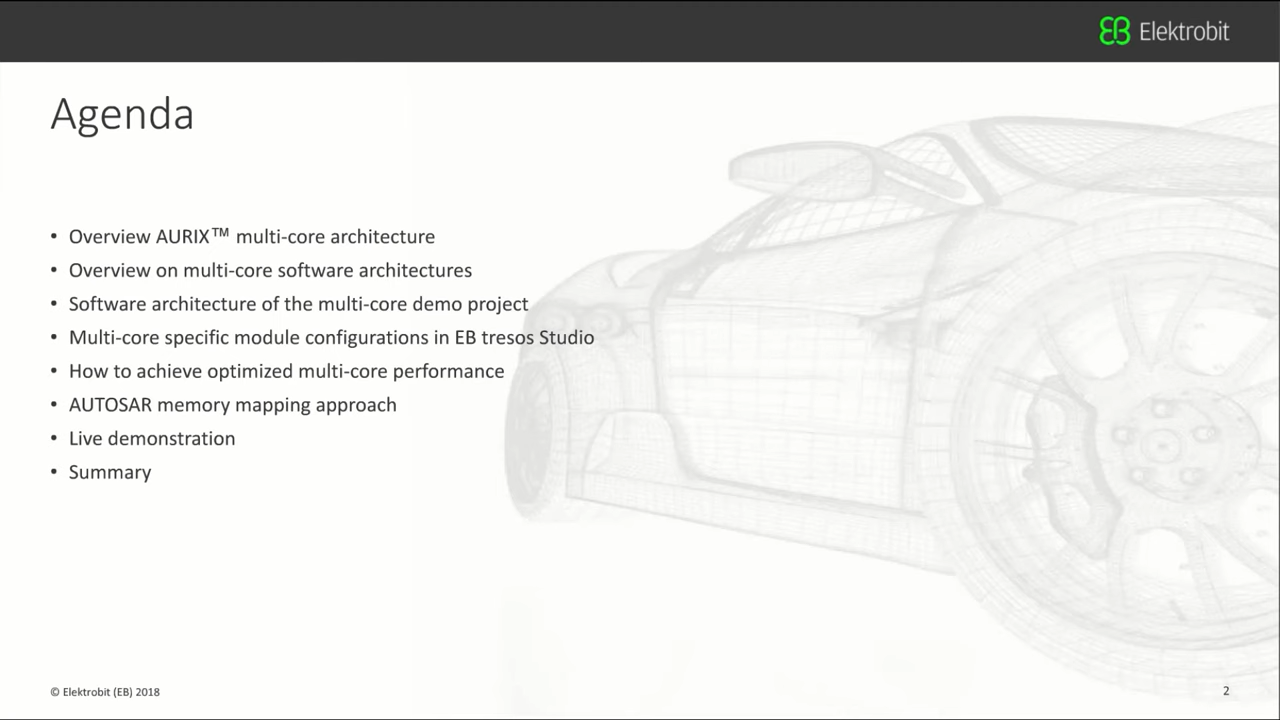 EB Elektrobit
Agenda
• Overview AURIX™ multi-core architecture
• Overview on multi-core software architectures
• Software architecture of the multi-core demo project
• Multi-core specific module configurations in EB tresos Studio
• How to achieve optimized multi-core performance
• AUTOSAR memory mapping approach
• Live demonstration
• Summary
© Elektrobit (EB) 2018
2